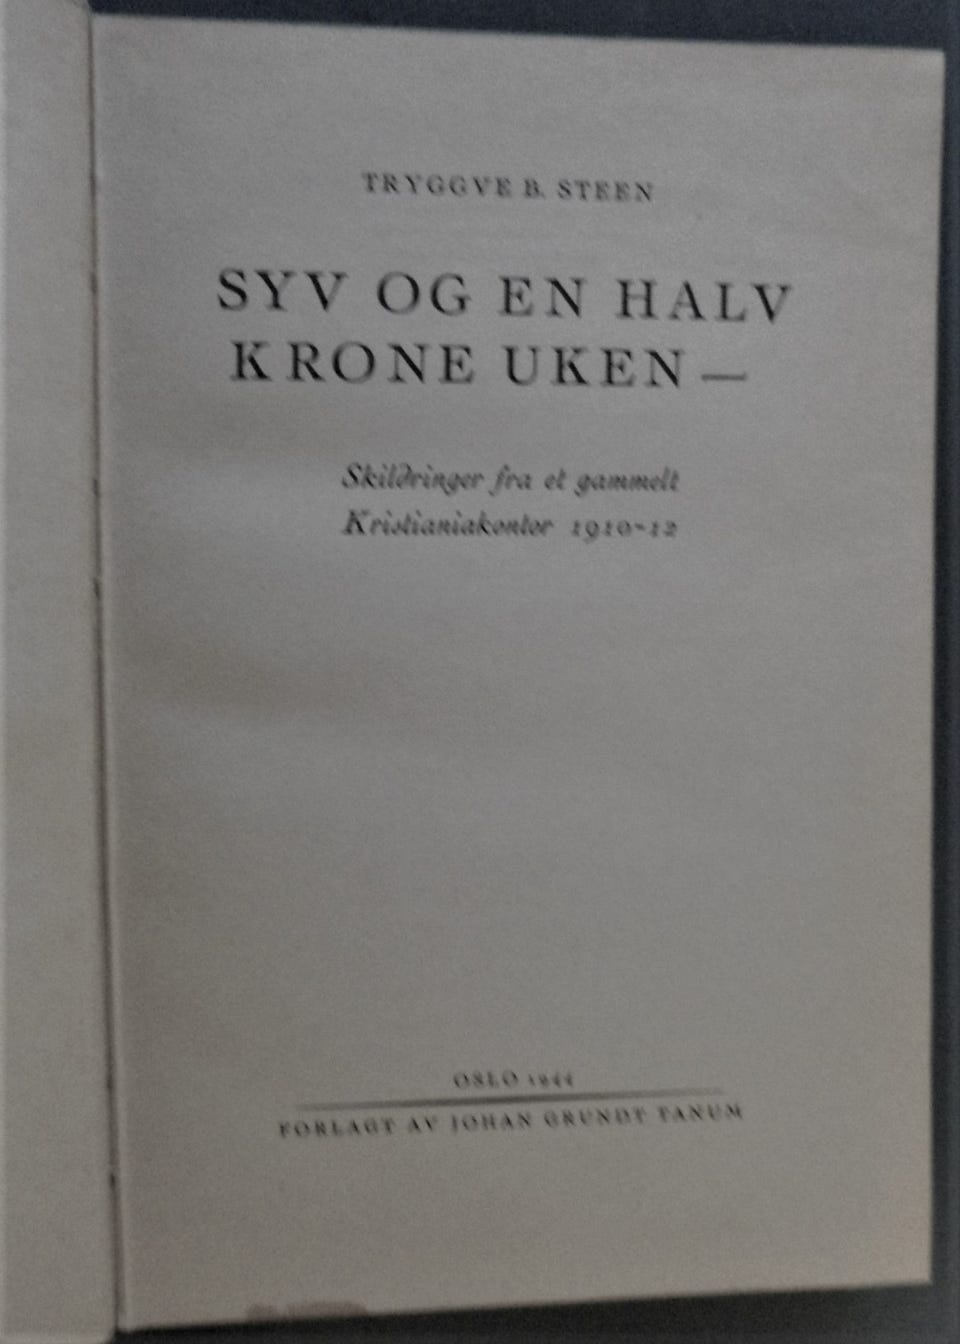 TRYGGVE B. STEEN
SYV OG EN HALV
KRONE UKEN —
Skildringer fra et gammelt
Kristianiakontor 1910-12
OSLO 1944
FORLAGT AV JOHAN GRUNDT TANUM